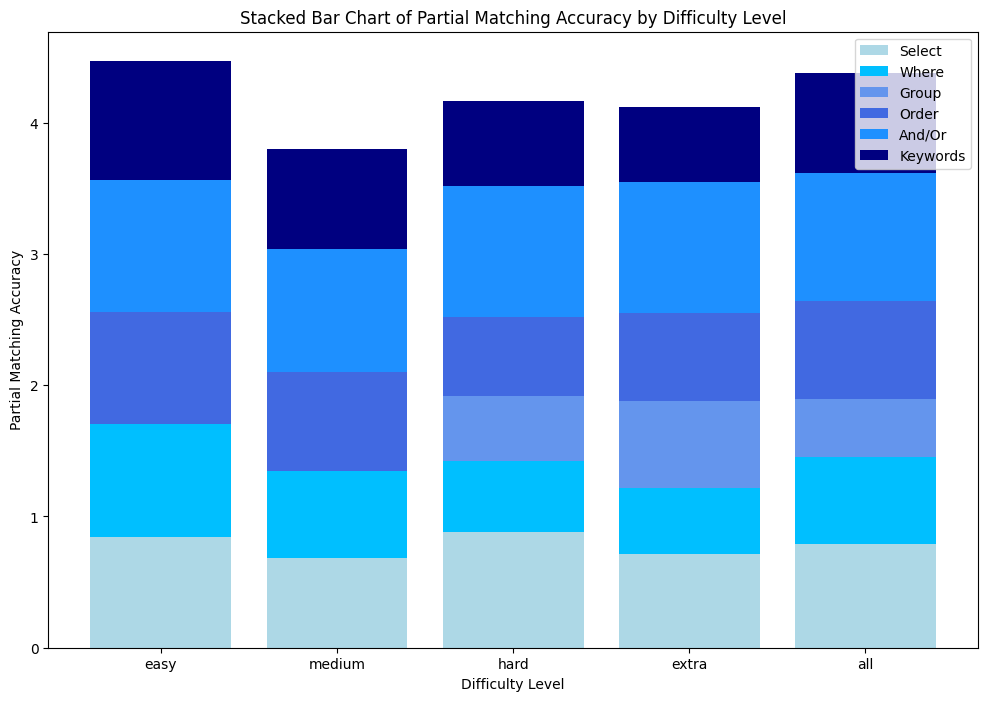 Stacked Bar Chart of Partial Matching Accuracy by Difficulty Level
Select
Where
Group
Order
And/Or
Keywords
Partial Matching Accuracy
4
3
2
1
0
easy
medium
hard
extra
all
Difficulty Level